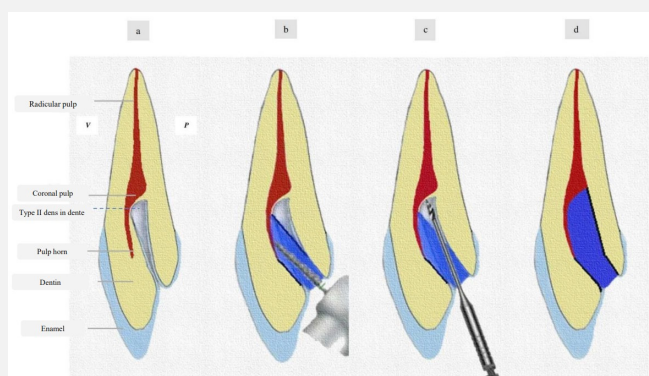 a b c d
Radicular pulp
V P
Coronal pulp
Type II dens in dente
Pulp horn
Dentin
Enamel